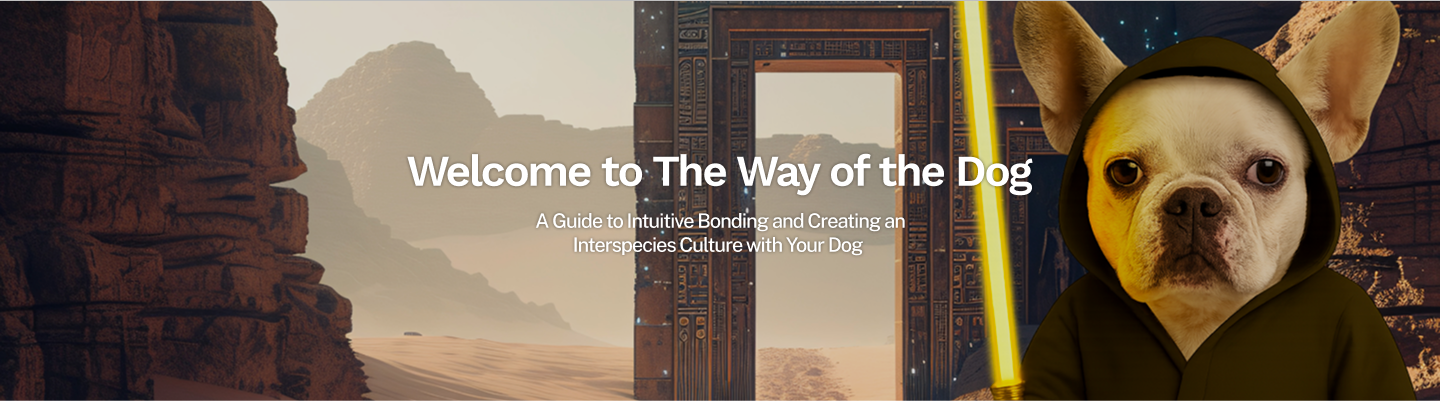 Welcome to The Way of the Dog
A Guide to Intuitive Bonding and Creating an
Interspecies Culture with Your Dog